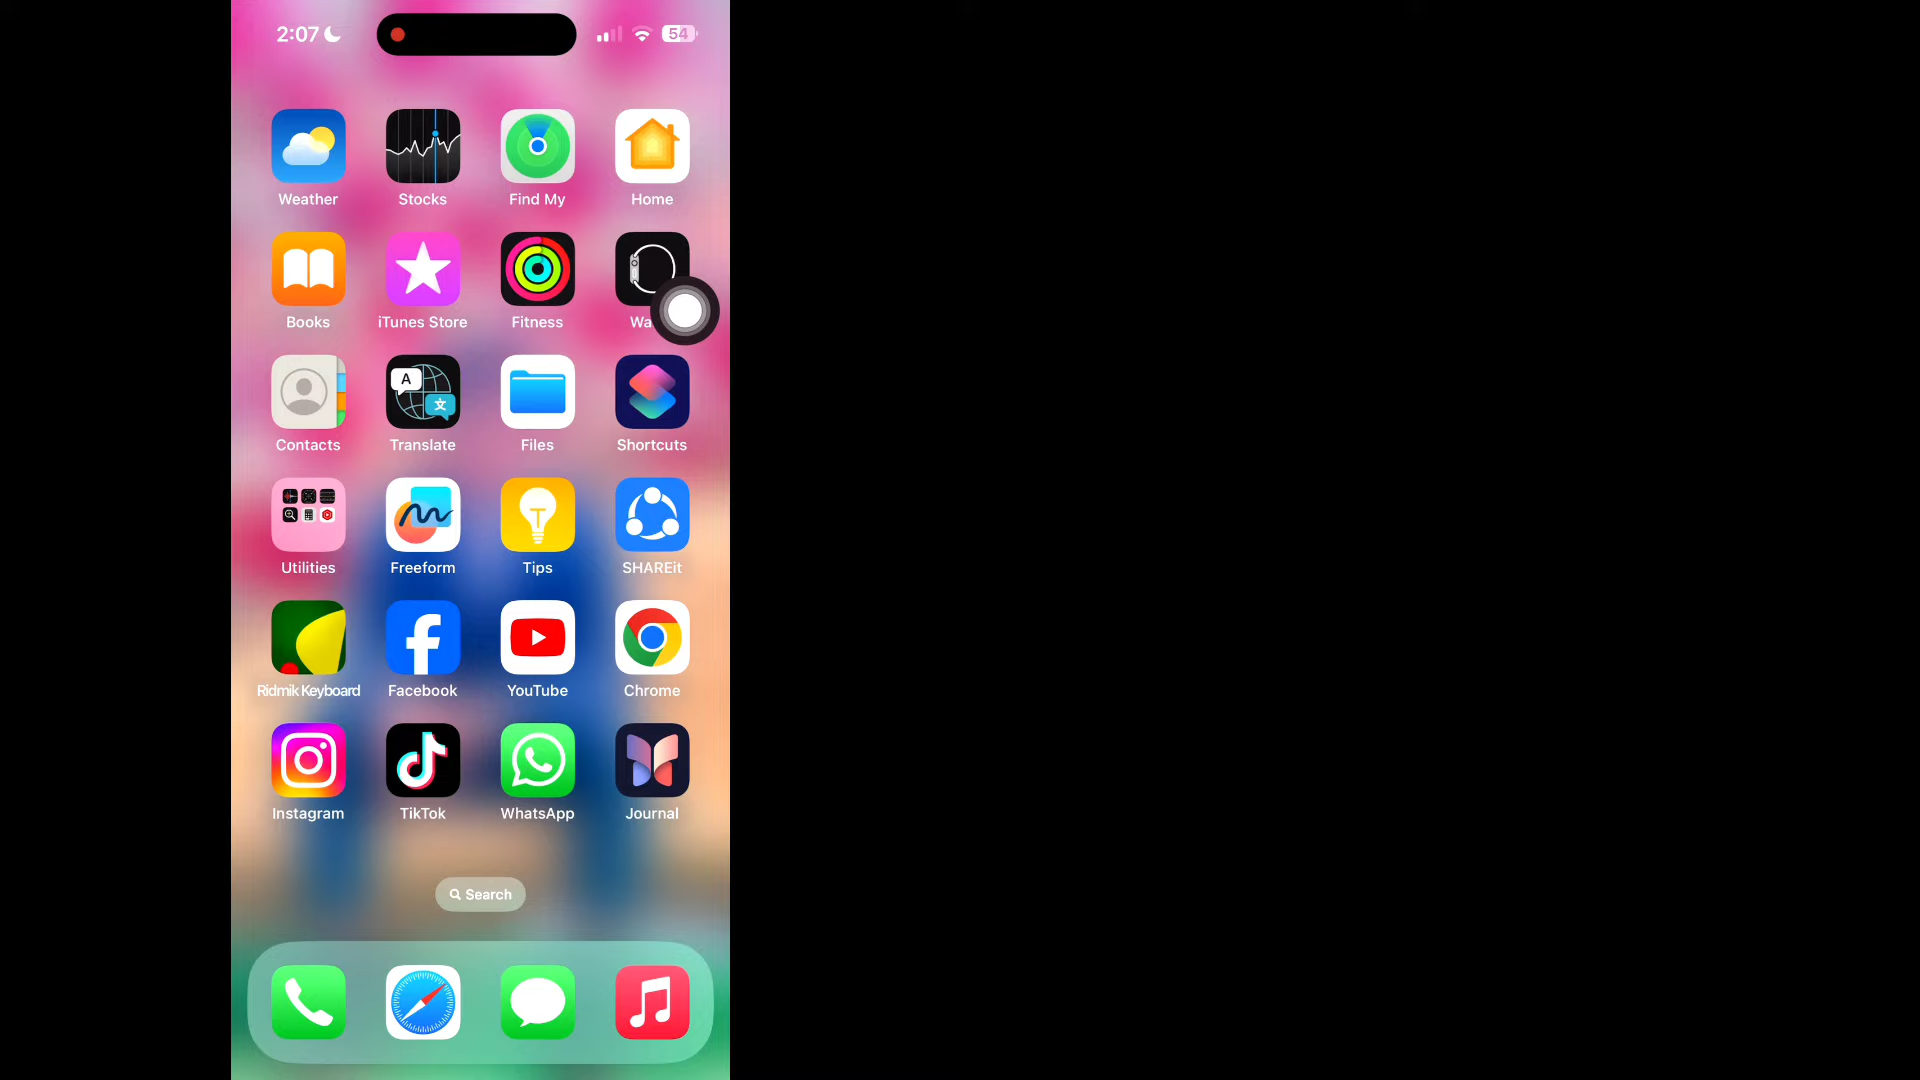 2:07 54
Weather Stocks Find My Home
Books iTunes Store Fitness
A 文
Contacts Translate Files Shortcuts
Utilities Freeform Tips SHAREit
Ridmik Keyboard Facebook YouTube Chrome
Instagram TikTok WhatsApp Journal
Search